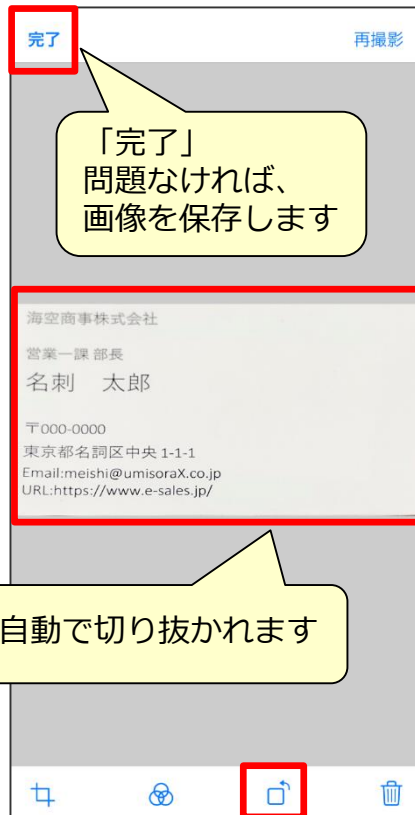 完了
再撮影
「完了」
問題なければ、
画像を保存します
海空商事株式会社
営業一課 部長
名刺　太郎
〒000-0000
東京都名詞区中央 1-1-1
Email:meishi@umisoraX.co.jp
URL:https://www.e-sales.jp/
自動で切り抜かれます